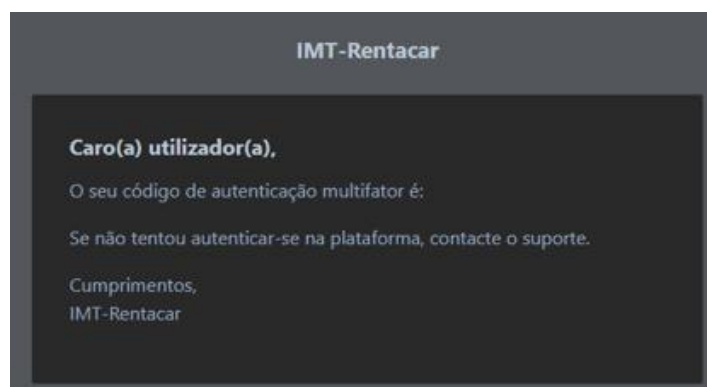 IMT-Rentacar
Caro(a) utilizador(a),
O seu código de autenticação multifator é:
Se não tentou autenticar-se na plataforma, contacte o suporte.
Cumprimentos,
IMT-Rentacar